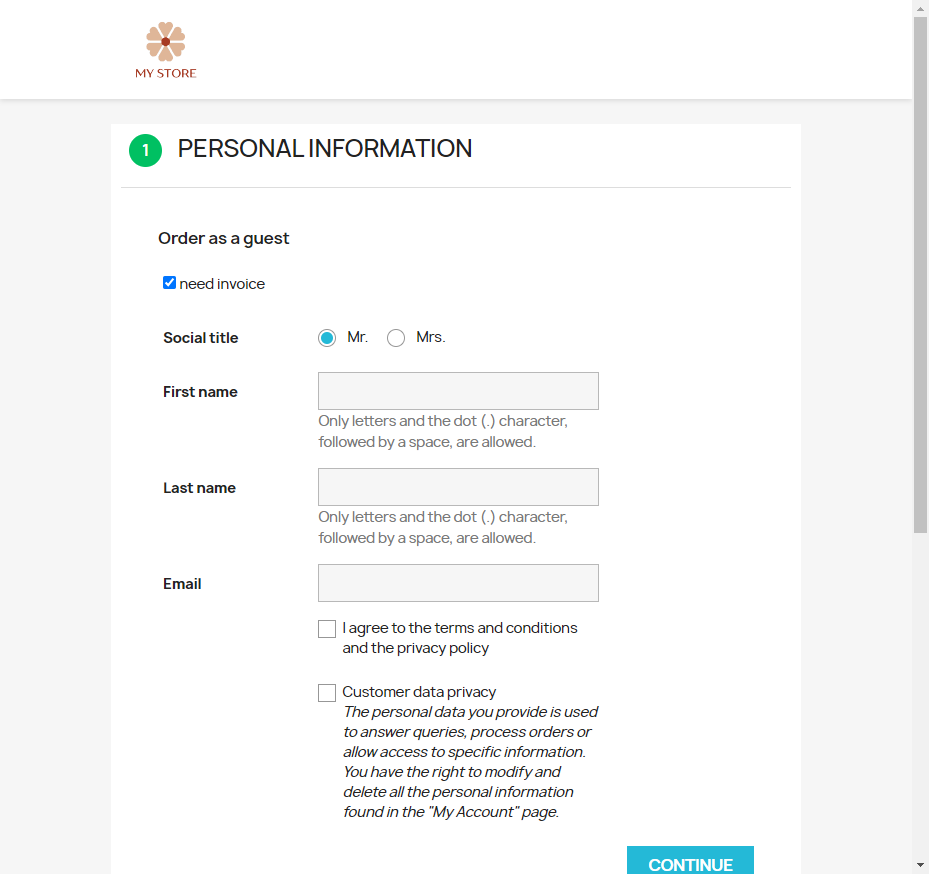 MY STORE
1 PERSONAL INFORMATION
Order as a guest
need invoice
Social title Mr. Mrs.
First name
Only letters and the dot (.) character,
followed by a space, are allowed.
Last name
Only letters and the dot (.) character,
followed by a space, are allowed.
Email
I agree to the terms and conditions
and the privacy policy
Customer data privacy
The personal data you provide is used
to answer queries, process orders or
allow access to specific information.
You have the right to modify and
delete all the personal information
found in the "My Account" page.
CONTINUE